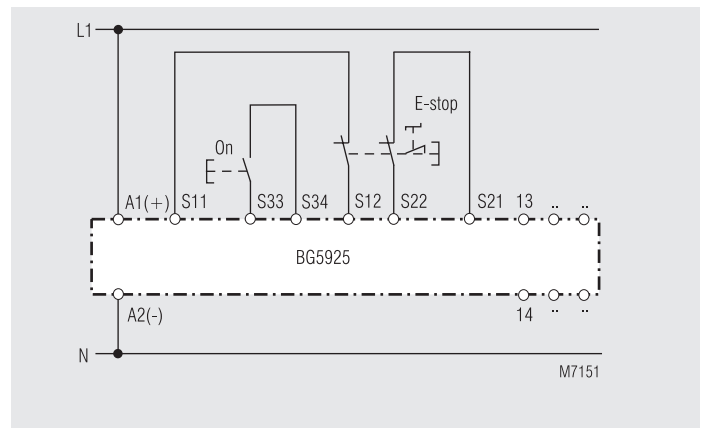 L1
E-stop
On
A1(+) S11 S33 S34 S12 S22 S21 13 .. ..
BG5925
A2(-) 14 .. ..
N
M7151